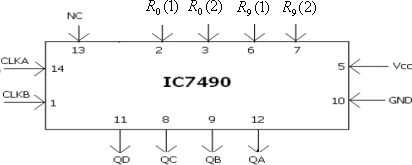 NC R₀(1) R₀(2) R₉(1) R₉(2)
13 2 3 6 7
CLKA 14 5 Vcc
IC7490
CLKB 1 10 GND
11 8 9 12
QD QC QB QA